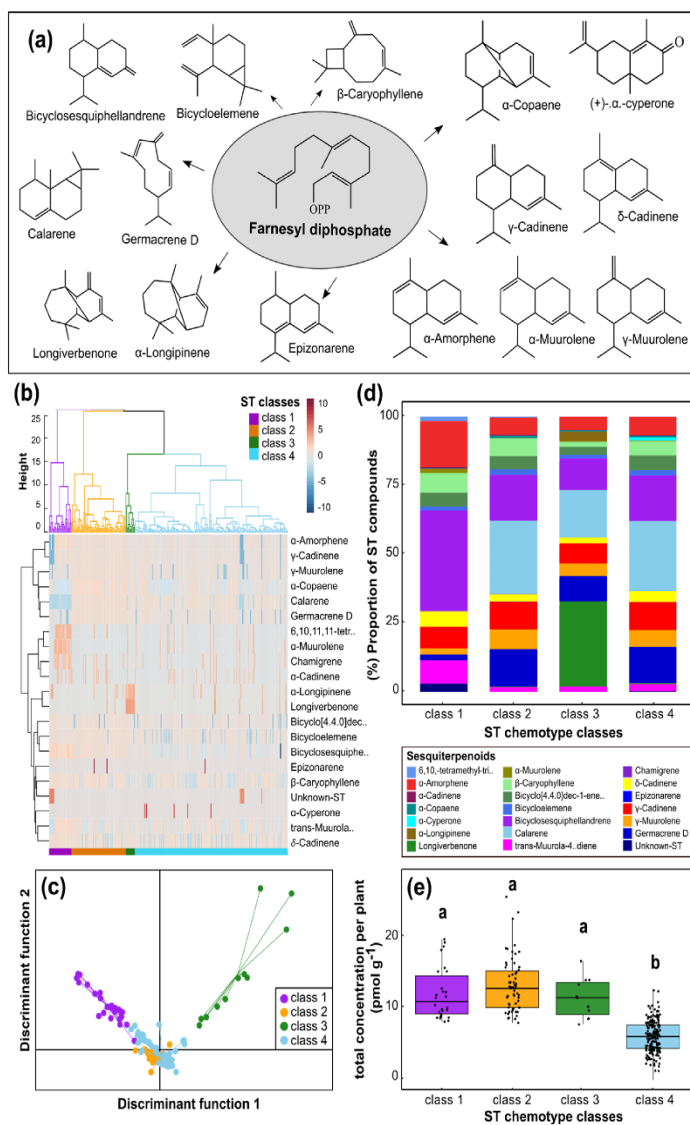 (a)
Bicyclosesquiphellandrene
Bicycloelemene
β-Caryophyllene
α-Copaene
O
(+)-.α.-cyperone
Calarene
Germacrene D
OPP
Farnesyl diphosphate
γ-Cadinene
δ-Cadinene
Longiverbenone
α-Longipinene
Epizonarene
α-Amorphene
α-Muurolene
γ-Muurolene
(b)
ST classes
class 1
class 2
class 3
class 4
10
5
0
-5
-10
Height
25
20
15
10
5
0
α-Amorphene
γ-Cadinene
γ-Muurolene
α-Copaene
Calarene
Germacrene D
6,10,11,11-tetr..
α-Muurolene
Chamigrene
α-Cadinene
α-Longipinene
Longiverbenone
Bicyclo[4.4.0]dec..
Bicycloelemene
Bicyclosesquiphe..
Epizonarene
β-Caryophyllene
Unknown-ST
α-Cyperone
trans-Muurola..
δ-Cadinene
(c)
Discriminant function 2
Discriminant function 1
class 1
class 2
class 3
class 4
(d)
(%) Proportion of ST compounds
100
75
50
25
0
class 1 class 2 class 3 class 4
ST chemotype classes
Sesquiterpenoids
6,10,-tetramethyl-tri.. α-Muurolene Chamigrene
α-Amorphene β-Caryophyllene δ-Cadinene
α-Cadinene Bicyclo[4.4.0]dec-1-ene.. Epizonarene
α-Copaena Bicycloelemene γ-Cadinene
α-Cyperone Bicyclosesquiphellandrene γ-Muurolene
α-Longipinene Calarene Germacrene D
Longiverbenone trans-Muurola-4..diene Unknown-ST
(e)
total concentration per plant
(pmol g⁻¹)
20
10
0
a
a
a
b
class 1 class 2 class 3 class 4
ST chemotype classes